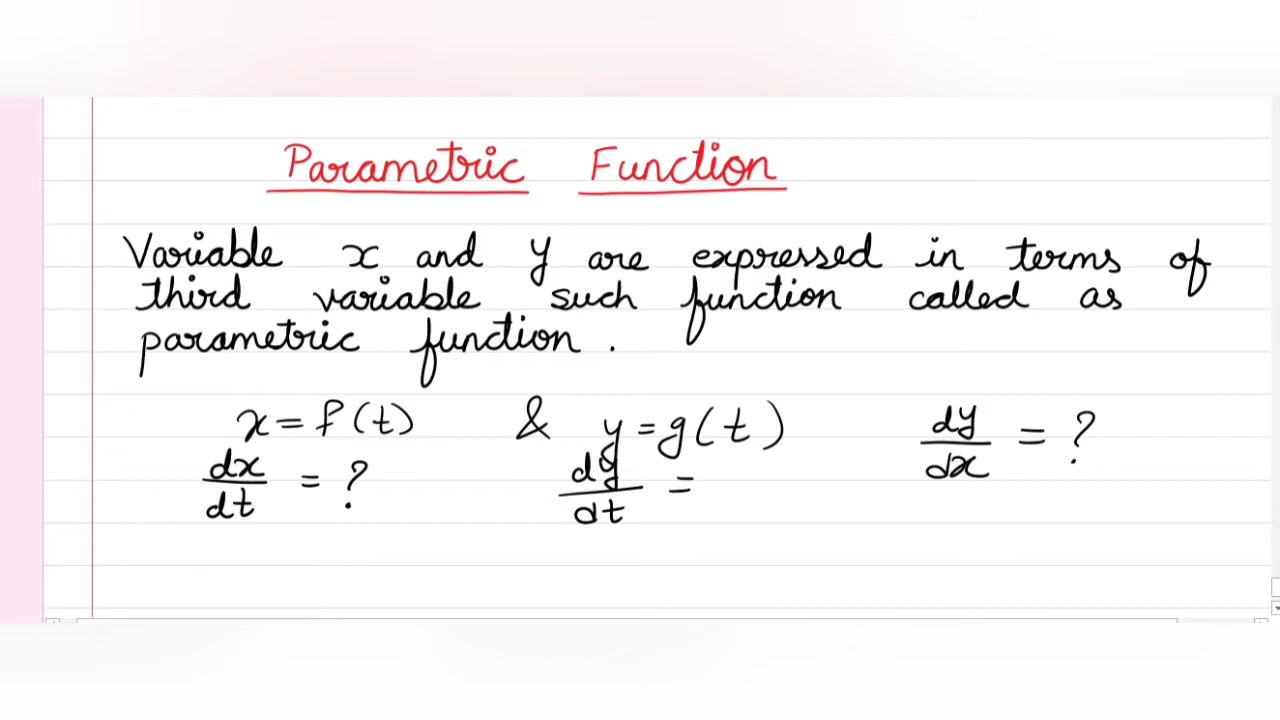 Parametric Function
Variable x and y are expressed in terms of
third variable such function called as
parametric function .
x = f(t) & y = g(t) dy/dx = ?
dx/dt = ? dy/dt =